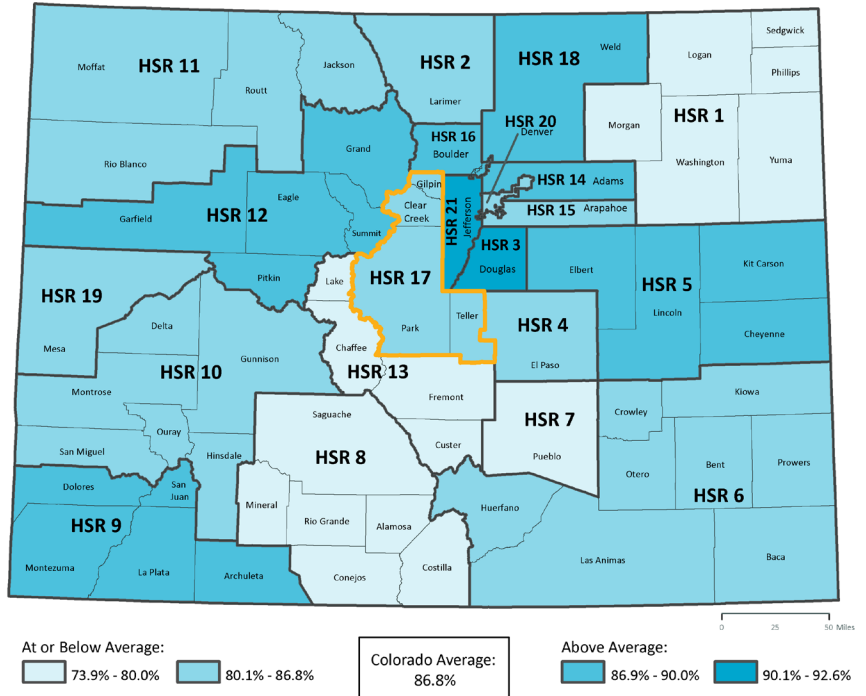 Sedgwick
Logan
Phillips
Weld
HSR 18
HSR 2
Jackson
HSR 11
Moffat
Routt
Larimer
HSR 1
Morgan
HSR 20
Denver
HSR 16
Boulder
Grand
Rio Blanco
Washington
Yuma
HSR 14
Adams
Gilpin
Eagle
Clear
Creek
HSR 15
Arapahoe
HSR 21
Jefferson
HSR 12
Garfield
Summit
HSR 3
Douglas
Elbert
Kit Carson
HSR 5
Lincoln
Pitkin
Lake
HSR 17
HSR 19
Mesa
Delta
Park
Teller
HSR 4
El Paso
Cheyenne
Chaffee
Gunnison
HSR 10
HSR 13
Montrose
Fremont
Kiowa
Crowley
Saguache
HSR 7
Pueblo
Ouray
San Miguel
Hinsdale
Custer
HSR 8
Otero
Bent
Prowers
HSR 6
Dolores
San
Juan
Mineral
Huerfano
HSR 9
Rio Grande
Alamosa
Montezuma
La Plata
Archuleta
Conejos
Costilla
Las Animas
Baca
0 25 50 Miles
At or Below Average:
73.9% - 80.0%
80.1% - 86.8%
Colorado Average:
86.8%
Above Average:
86.9% - 90.0%
90.1% - 92.6%